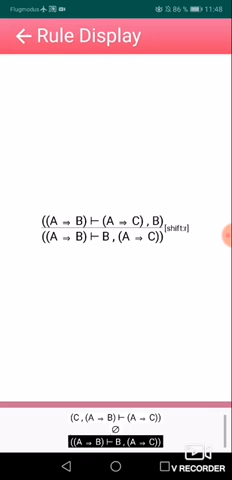 Flugmodus 86 % 11:48
← Rule Display
((A ⇒ B) ⊢ (A ⇒ C) , B)
[shift:r]
((A ⇒ B) ⊢ B , (A ⇒ C))
(C , (A ⇒ B) ⊢ (A ⇒ C))
∅
((A ⇒ B) ⊢ B , (A ⇒ C))
V RECORDER